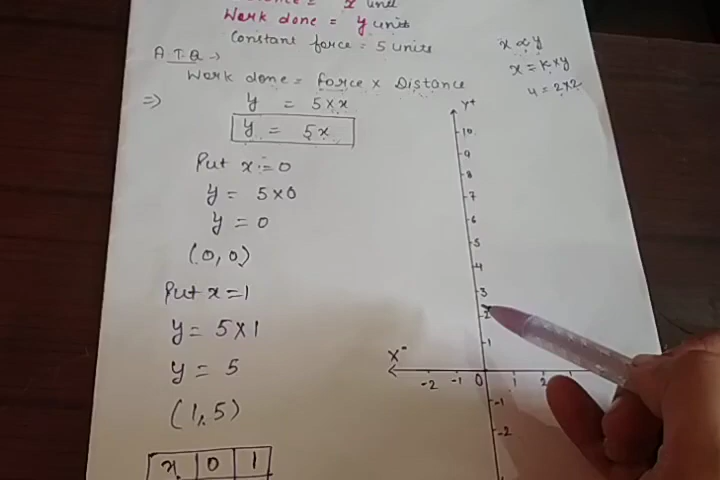 x unit
Work done = y units
Constant force = 5 units
x ∝ y
x = k × y
4 = 2×2
A.T.Q →
Work done = force × Distance
⇒ y = 5 × x
y = 5x
Put x = 0
y = 5×0
y = 0
(0, 0)
Put x = 1
y = 5×1
y = 5
(1, 5)
x 0 1
Y+
10
9
8
7
6
5
4
3
2
1
X-
-2 -1 0 1 2
-1
-2